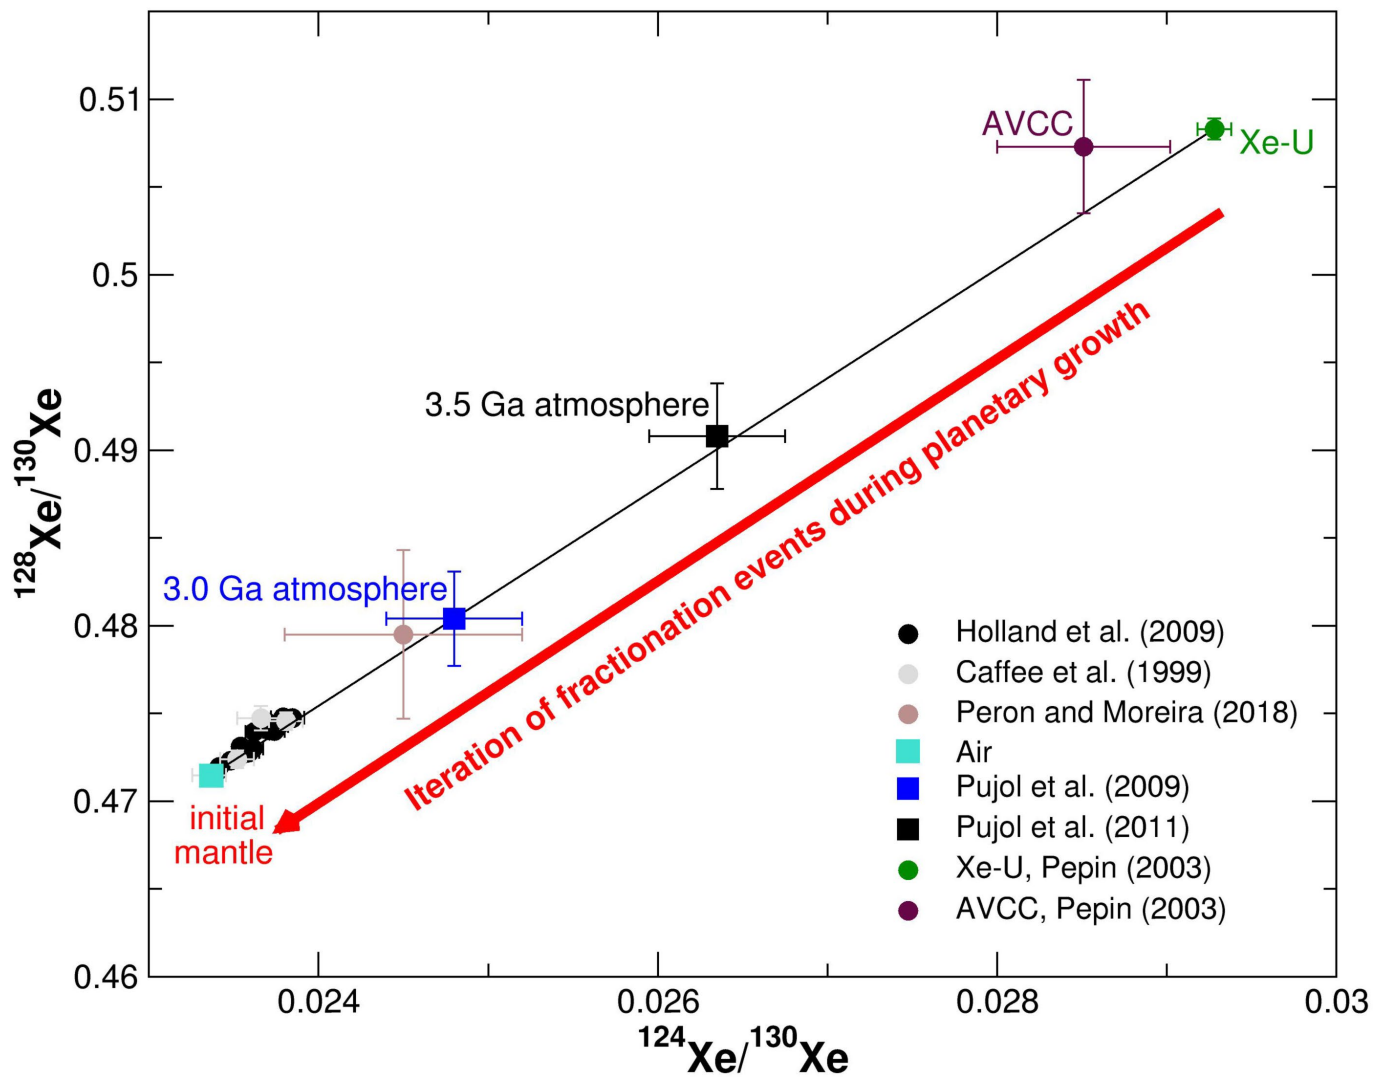 0.51
0.5
0.49
0.48
0.47
0.46
128Xe/130Xe
AVCC
Xe-U
3.5 Ga atmosphere
3.0 Ga atmosphere
Iteration of fractionation events during planetary growth
initial
mantle
Holland et al. (2009)
Caffee et al. (1999)
Peron and Moreira (2018)
Air
Pujol et al. (2009)
Pujol et al. (2011)
Xe-U, Pepin (2003)
AVCC, Pepin (2003)
0.024
0.026
0.028
0.03
124Xe/130Xe